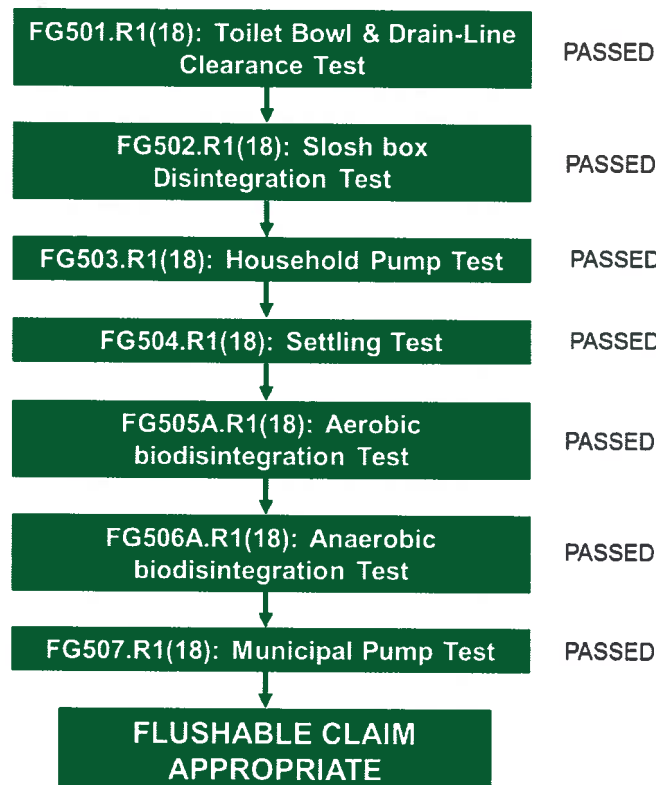 FG501.R1(18): Toilet Bowl & Drain-Line
Clearance Test
PASSED
FG502.R1(18): Slosh box
Disintegration Test
PASSED
FG503.R1(18): Household Pump Test
PASSED
FG504.R1(18): Settling Test
PASSED
FG505A.R1(18): Aerobic
biodisintegration Test
PASSED
FG506A.R1(18): Anaerobic
biodisintegration Test
PASSED
FG507.R1(18): Municipal Pump Test
PASSED
FLUSHABLE CLAIM
APPROPRIATE